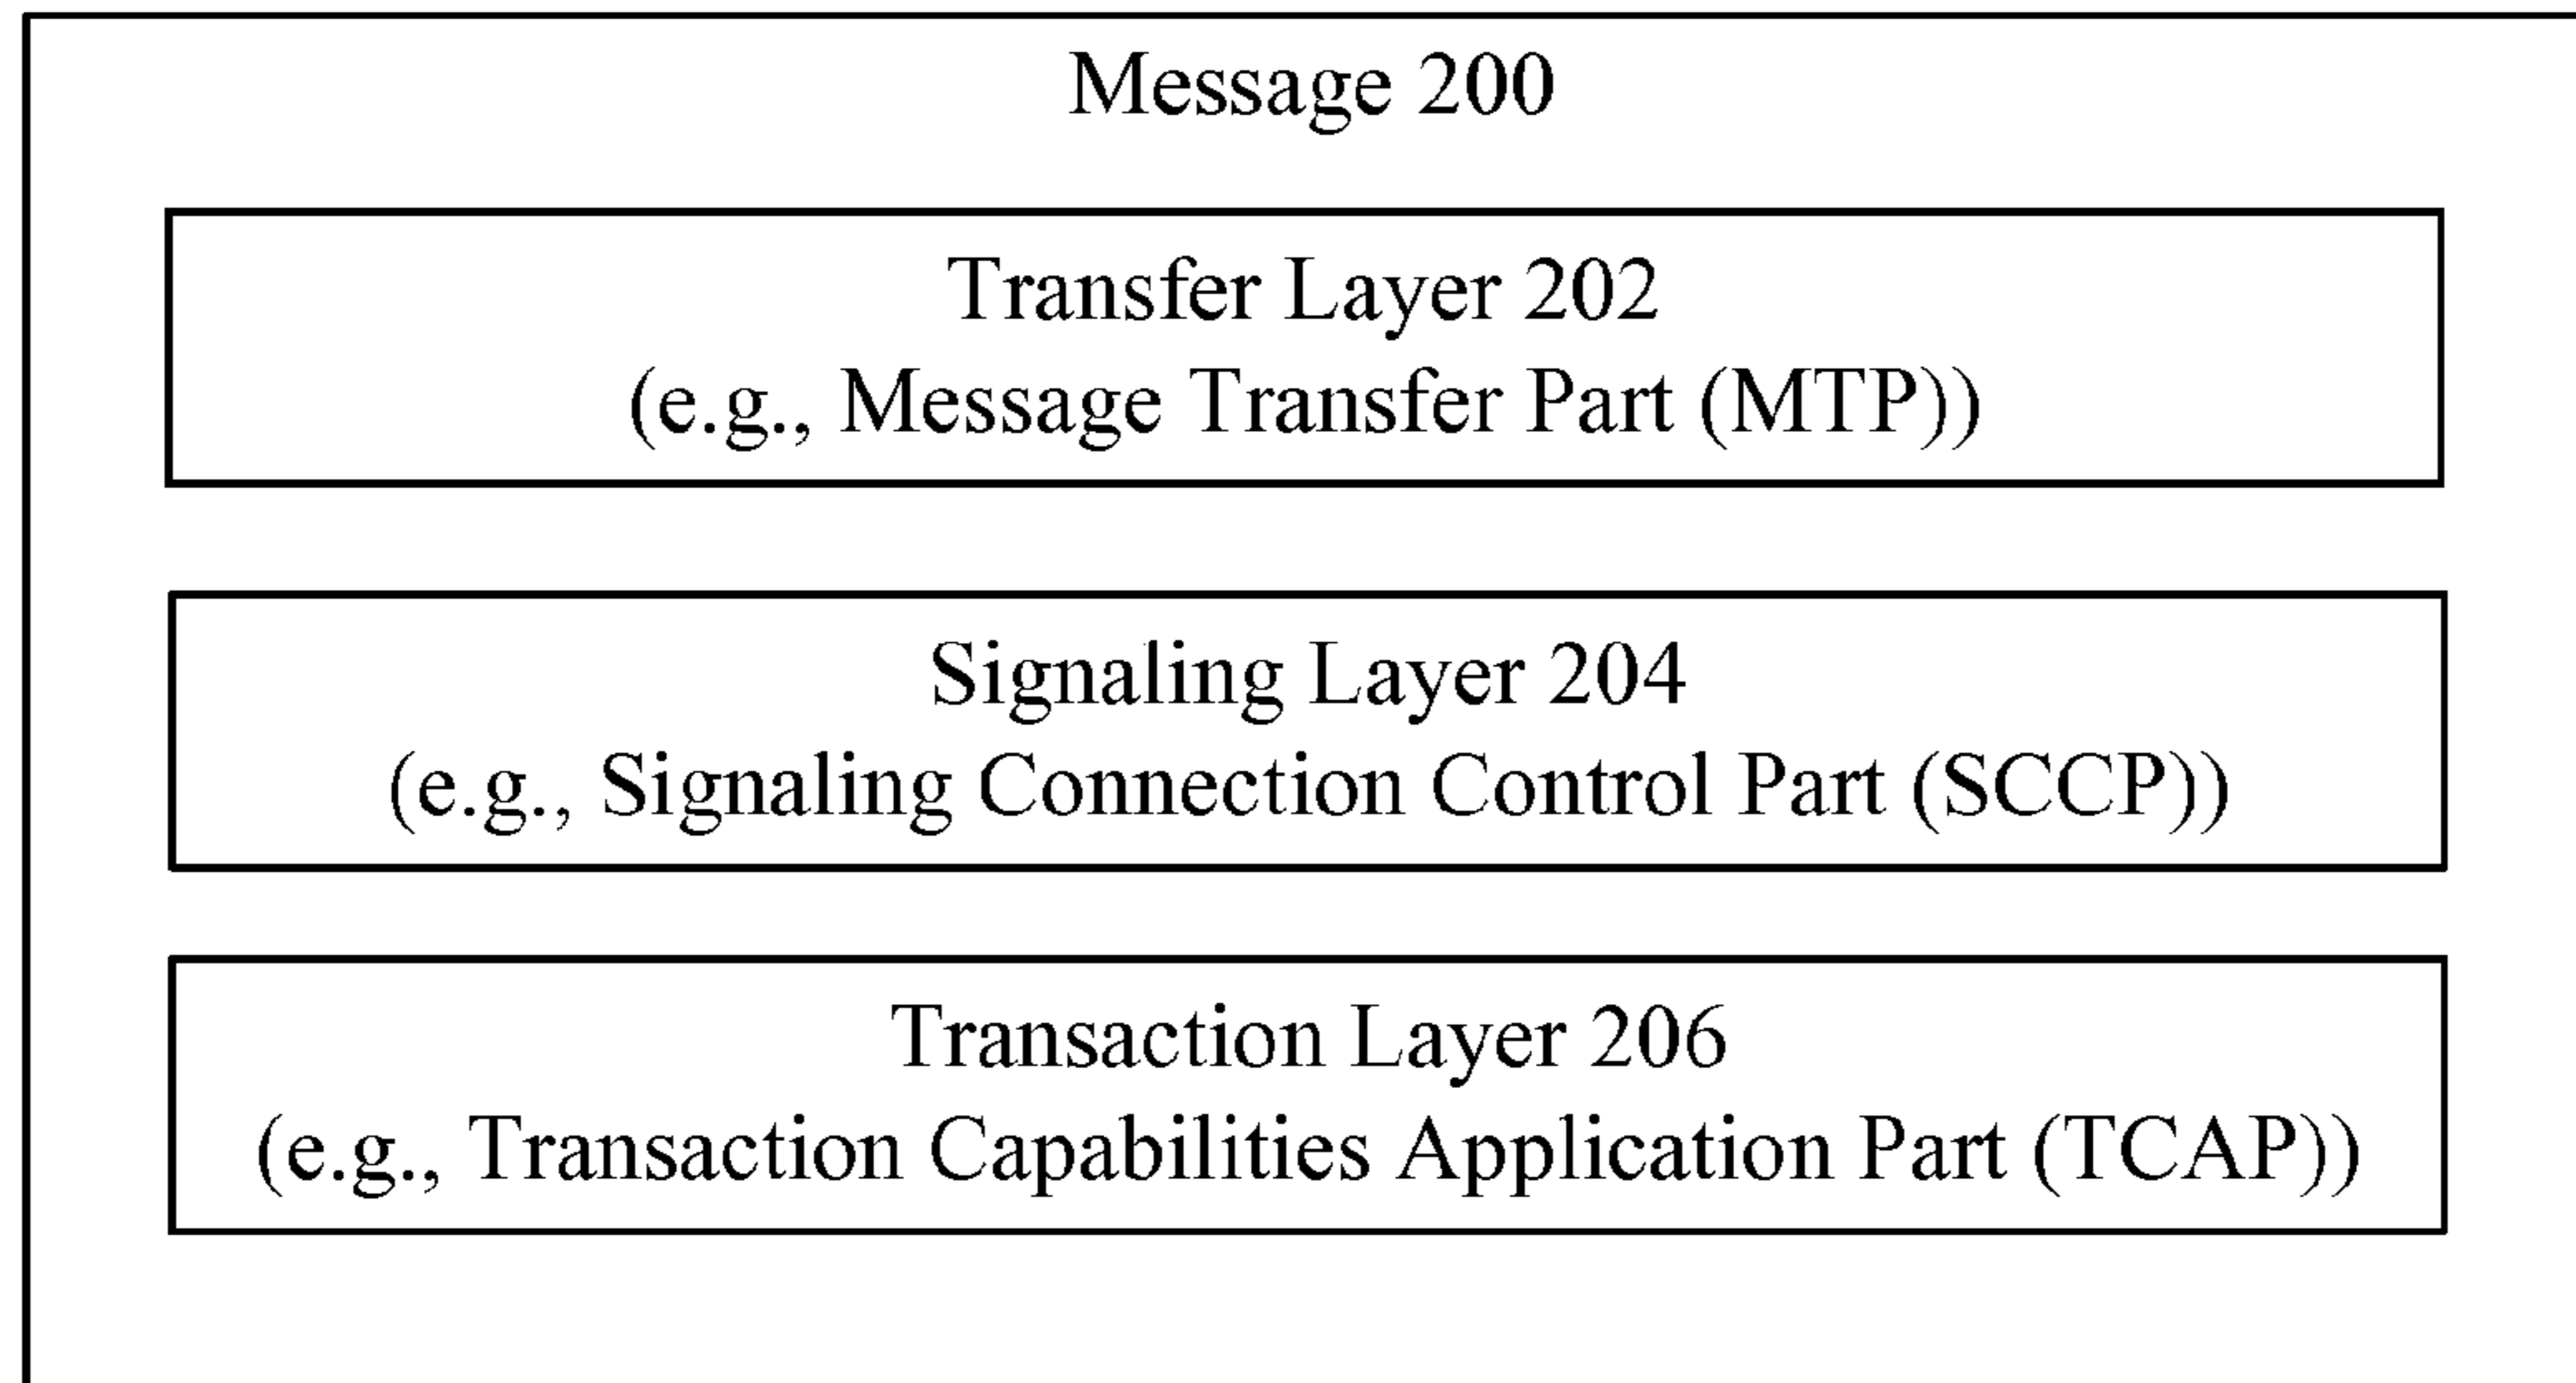 Message 200
Transfer Layer 202
(e.g., Message Transfer Part (MTP))
Signaling Layer 204
(e.g., Signaling Connection Control Part (SCCP))
Transaction Layer 206
(e.g., Transaction Capabilities Application Part (TCAP))